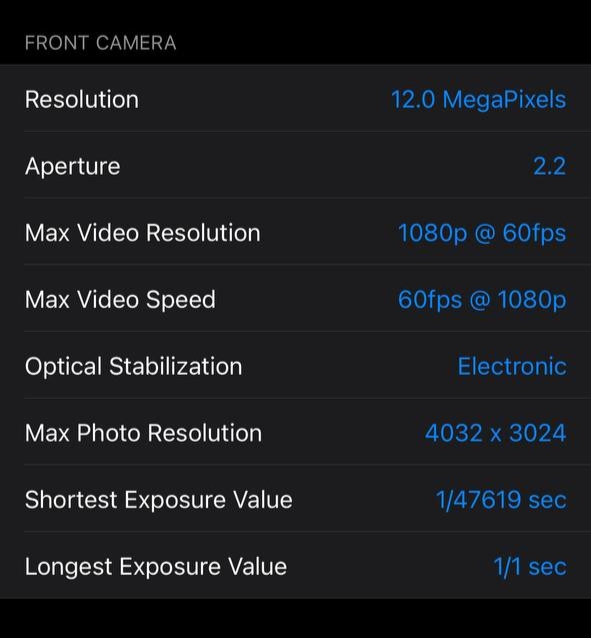 FRONT CAMERA
Resolution 12.0 MegaPixels
Aperture 2.2
Max Video Resolution 1080p @ 60fps
Max Video Speed 60fps @ 1080p
Optical Stabilization Electronic
Max Photo Resolution 4032 x 3024
Shortest Exposure Value 1/47619 sec
Longest Exposure Value 1/1 sec